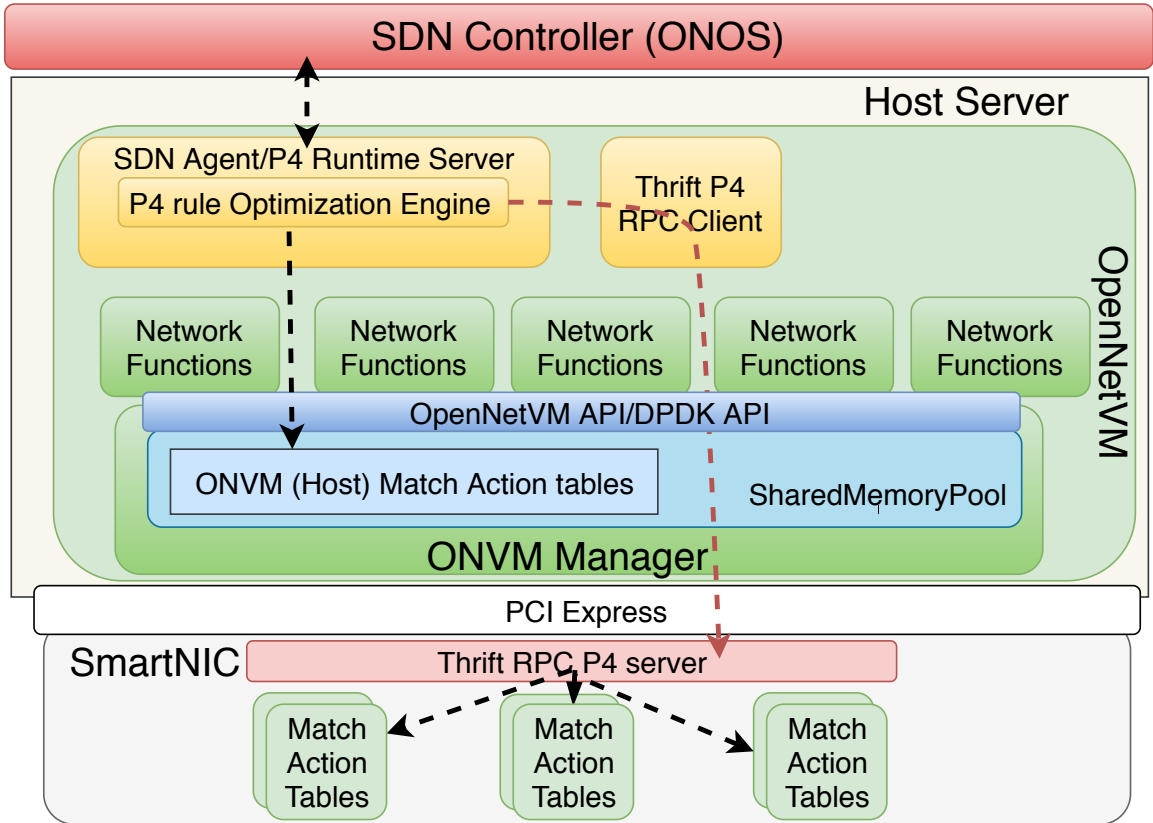 SDN Controller (ONOS)
Host Server
SDN Agent/P4 Runtime Server
P4 rule Optimization Engine
Thrift P4
RPC Client
OpenNetVM
Network
Functions
Network
Functions
Network
Functions
Network
Functions
Network
Functions
OpenNetVM API/DPDK API
ONVM (Host) Match Action tables
SharedMemoryPool
ONVM Manager
PCI Express
SmartNIC
Thrift RPC P4 server
Match
Action
Tables
Match
Action
Tables
Match
Action
Tables